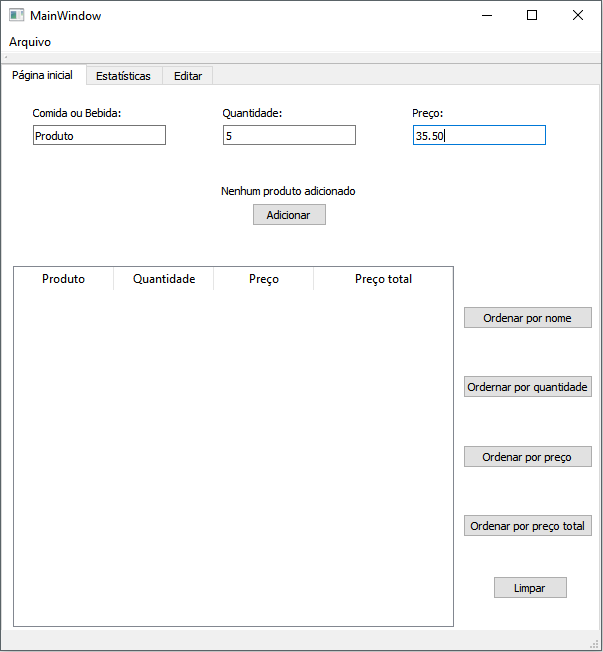 MainWindow
Arquivo
Página inicial Estatísticas Editar
Comida ou Bebida: Quantidade: Preço:
Produto 5 35.50
Nenhum produto adicionado
Adicionar
Produto Quantidade Preço Preço total
Ordenar por nome
Ordernar por quantidade
Ordenar por preço
Ordenar por preço total
Limpar